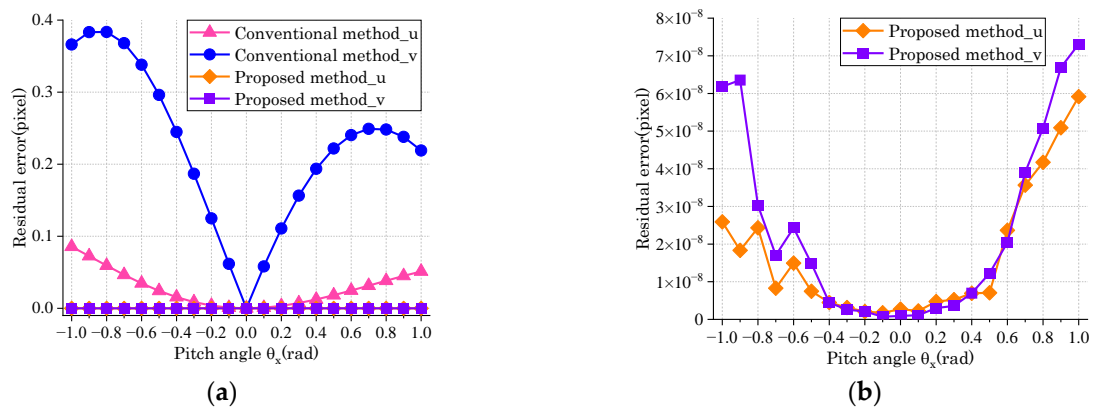 0.4
0.3
0.2
0.1
0.0
Residual error(pixel)
Conventional method_u
Conventional method_v
Proposed method_u
Proposed method_v
−1.0 −0.8 −0.6 −0.4 −0.2 0.0 0.2 0.4 0.6 0.8 1.0
Pitch angle θx(rad)
(a)
8×10⁻⁸
7×10⁻⁸
6×10⁻⁸
5×10⁻⁸
4×10⁻⁸
3×10⁻⁸
2×10⁻⁸
1×10⁻⁸
0
Residual error(pixel)
Proposed method_u
Proposed method_v
−1.0 −0.8 −0.6 −0.4 −0.2 0.0 0.2 0.4 0.6 0.8 1.0
Pitch angle θx(rad)
(b)